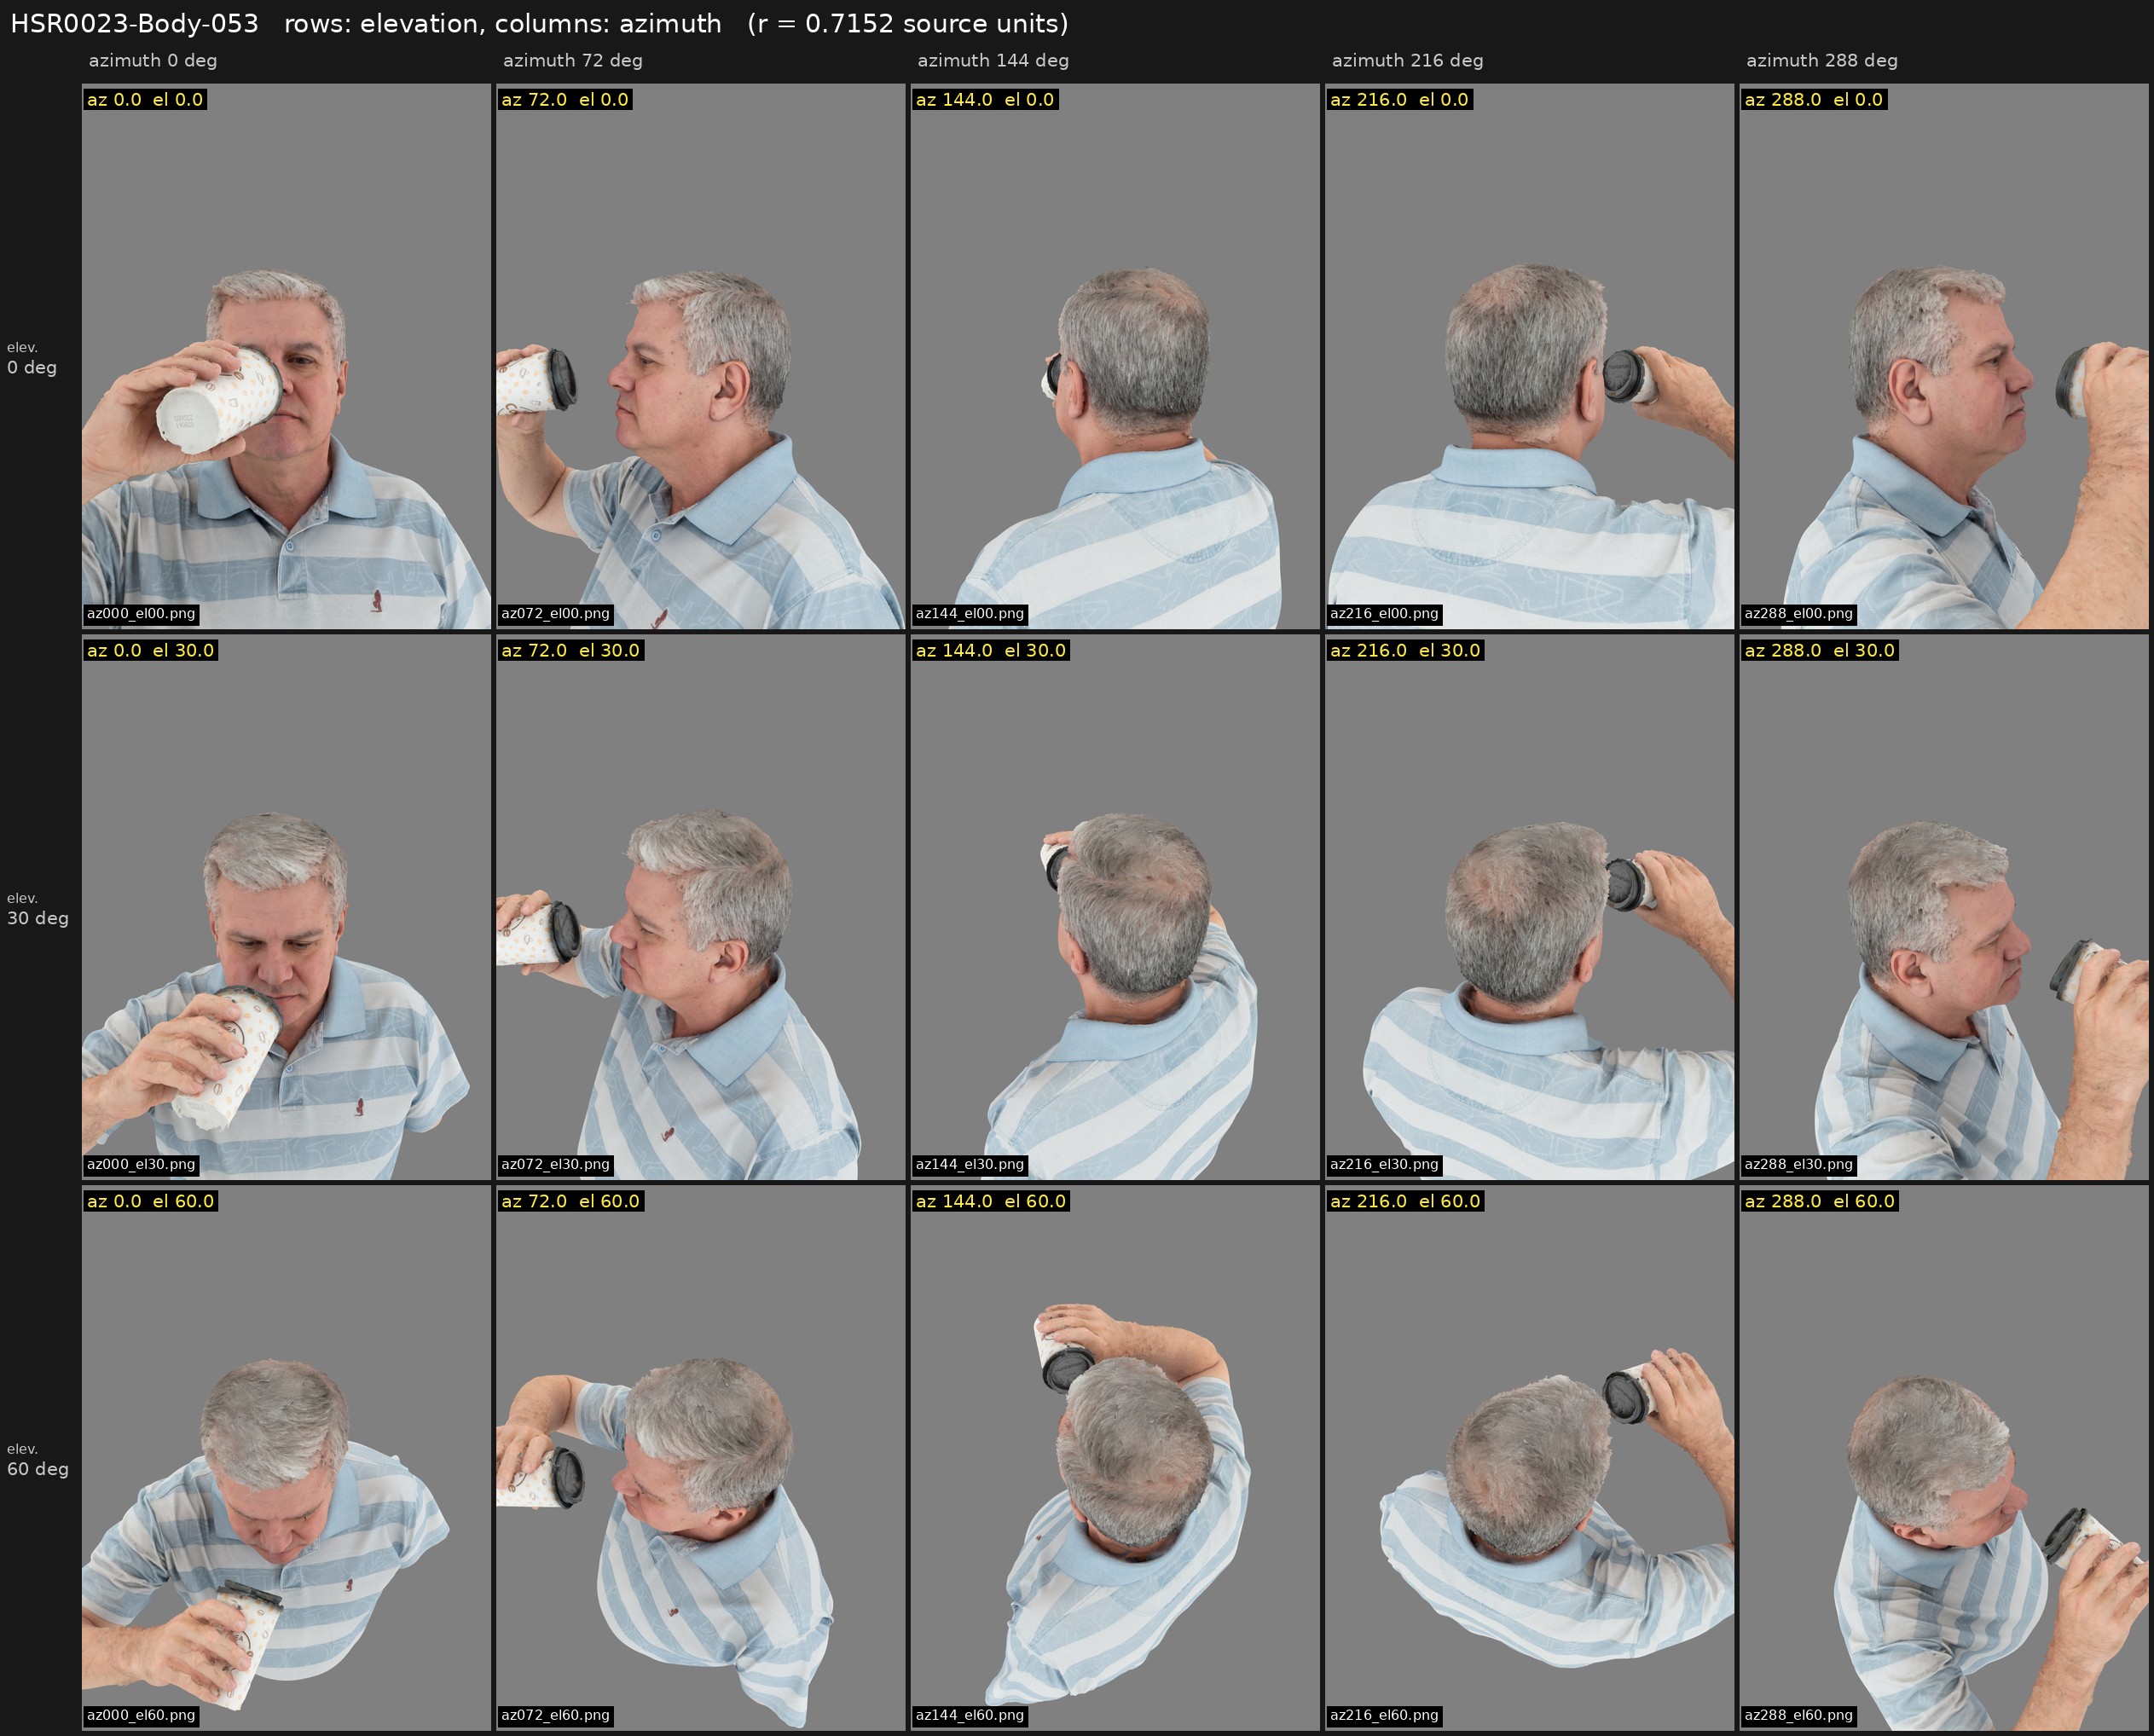 HSR0023-Body-053   rows: elevation, columns: azimuth   (r = 0.7152 source units)
azimuth 0 deg
azimuth 72 deg
azimuth 144 deg
azimuth 216 deg
azimuth 288 deg
elev.
0 deg
az 0.0  el 0.0
az000_el00.png
az 72.0  el 0.0
az072_el00.png
az 144.0  el 0.0
az144_el00.png
az 216.0  el 0.0
az216_el00.png
az 288.0  el 0.0
az288_el00.png
elev.
30 deg
az 0.0  el 30.0
az000_el30.png
az 72.0  el 30.0
az072_el30.png
az 144.0  el 30.0
az144_el30.png
az 216.0  el 30.0
az216_el30.png
az 288.0  el 30.0
az288_el30.png
elev.
60 deg
az 0.0  el 60.0
az000_el60.png
az 72.0  el 60.0
az072_el60.png
az 144.0  el 60.0
az144_el60.png
az 216.0  el 60.0
az216_el60.png
az 288.0  el 60.0
az288_el60.png